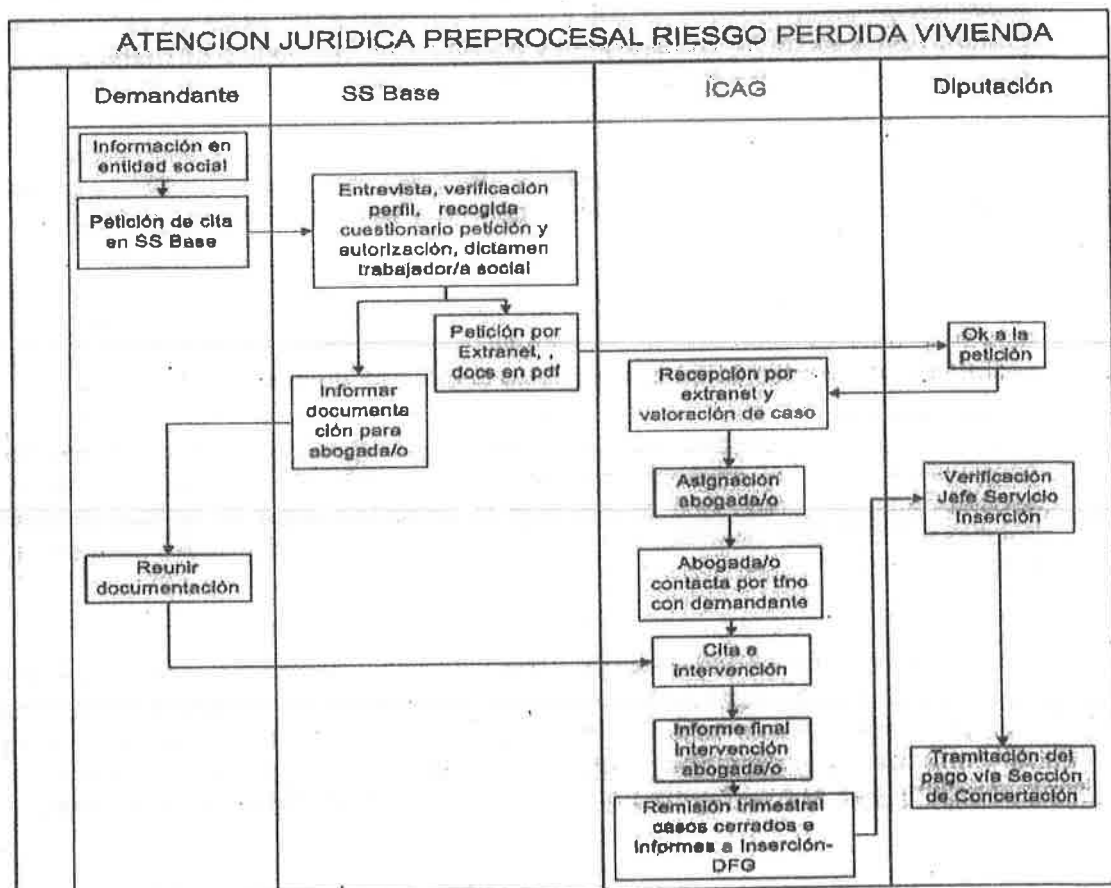 ATENCION JURIDICA PREPROCESAL RIESGO PERDIDA VIVIENDA
Demandante
SS Base
ICAG
Diputación
Información en
entidad social
Petición de cita
en SS Base
Entrevista, verificación
perfil, recogida
cuestionario petición y
autorización, dictamen
trabajador/a social
Petición por
Extranet, ,
docs en pdf
Ok a la
petición
Informar
documenta
ción para
abogada/o
Recepción por
extranet y
valoración de caso
Asignación
abogada/o
Verificación
Jefe Servicio
Inserción
Reunir
documentación
Abogada/o
contacta por tfno
con demandante
Cita e
intervención
Informe final
intervención
abogada/o
Tramitación del
pago vía Sección
de Concertación
Remisión trimestral
casos cerrados e
informes a Inserción-
DFG